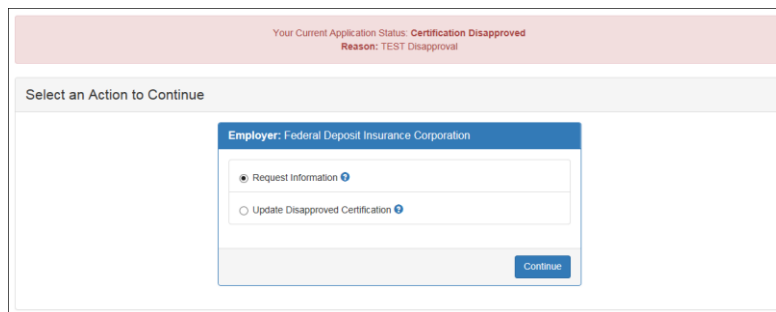 Your Current Application Status: Certification Disapproved
Reason: TEST Disapproval
Select an Action to Continue
Employer: Federal Deposit Insurance Corporation
Request Information ?
Update Disapproved Certification ?
Continue